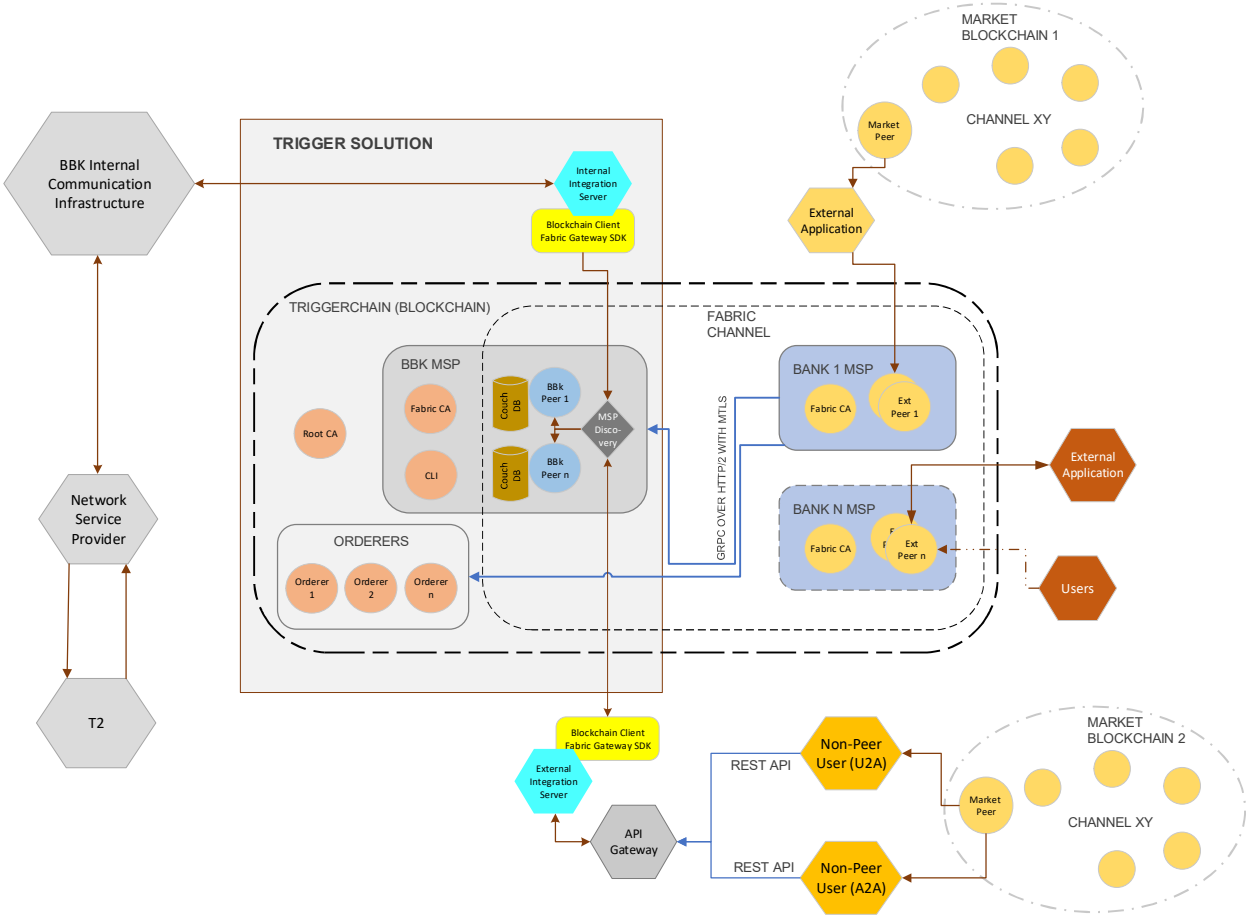 MARKET
BLOCKCHAIN 1
CHANNEL XY
Market
Peer
TRIGGER SOLUTION
BBK Internal
Communication
Infrastructure
Internal
Integration
Server
Blockchain Client
Fabric Gateway SDK
External
Application
TRIGGERCHAIN (BLOCKCHAIN)
FABRIC
CHANNEL
BBK MSP
Fabric CA
CLI
Couch
DB
BBk
Peer 1
Couch
DB
BBk
Peer n
MSP
Disco-
very
Root CA
GRPC OVER HTTP/2 WITH MTLS
BANK 1 MSP
Fabric CA
Ext
Peer 1
BANK N MSP
Fabric CA
Ext
Peer n
External
Application
Users
Network
Service
Provider
ORDERERS
Orderer
1
Orderer
2
Orderer
n
T2
Blockchain Client
Fabric Gateway SDK
External
Integration
Server
API
Gateway
REST API
REST API
Non-Peer
User (U2A)
Non-Peer
User (A2A)
MARKET
BLOCKCHAIN 2
Market
Peer
CHANNEL XY